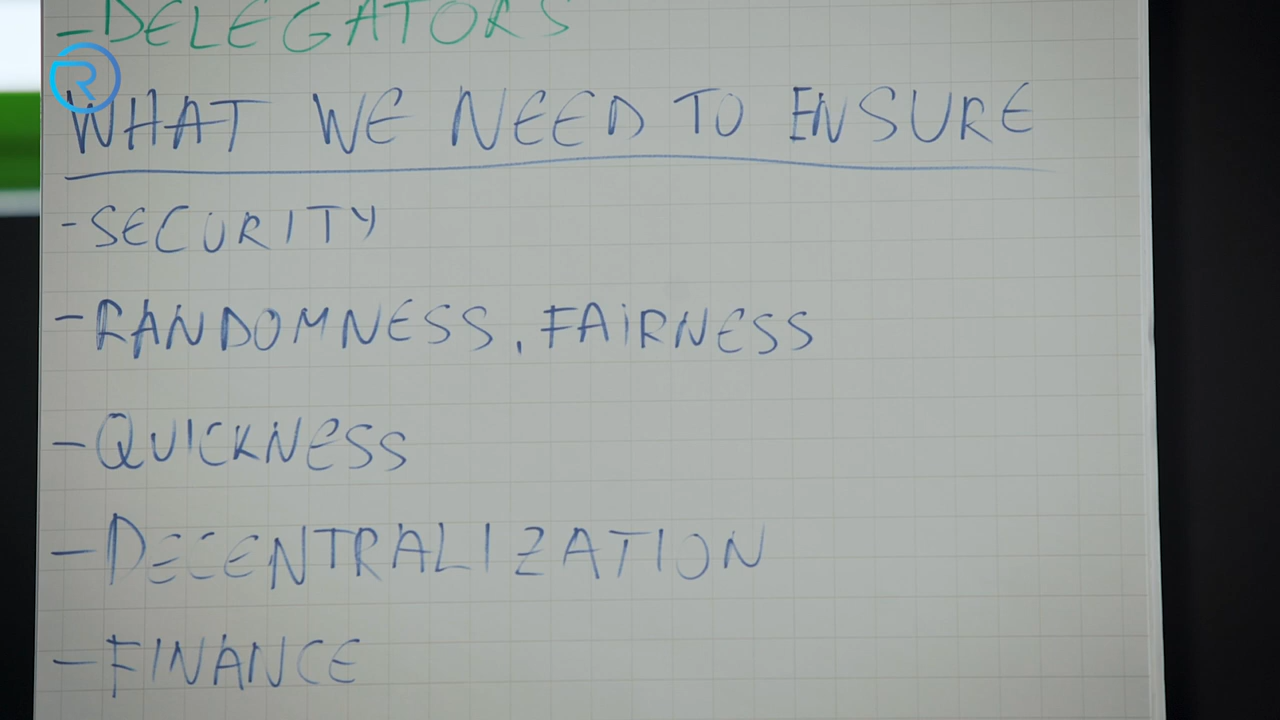 - DELEGATORS
WHAT WE NEED TO ENSURE
- SECURITY
- RANDOMNESS, FAIRNESS
- QUICKNESS
- DECENTRALIZATION
- FINANCE